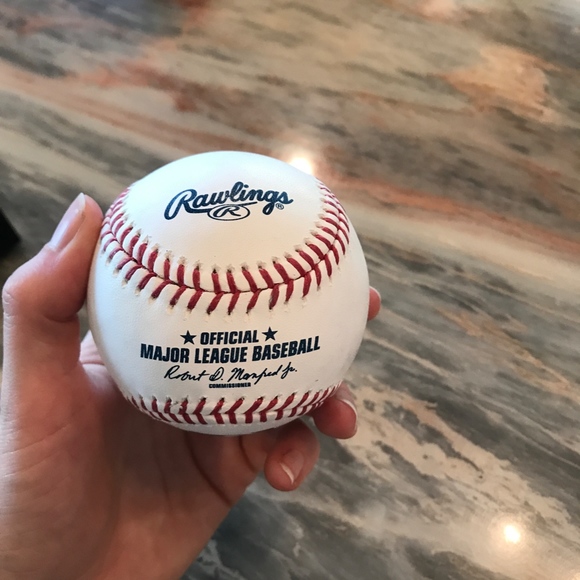 Rawlings®
R
★ OFFICIAL ★
MAJOR LEAGUE BASEBALL
Robert D. Manfred Jr.
COMMISSIONER